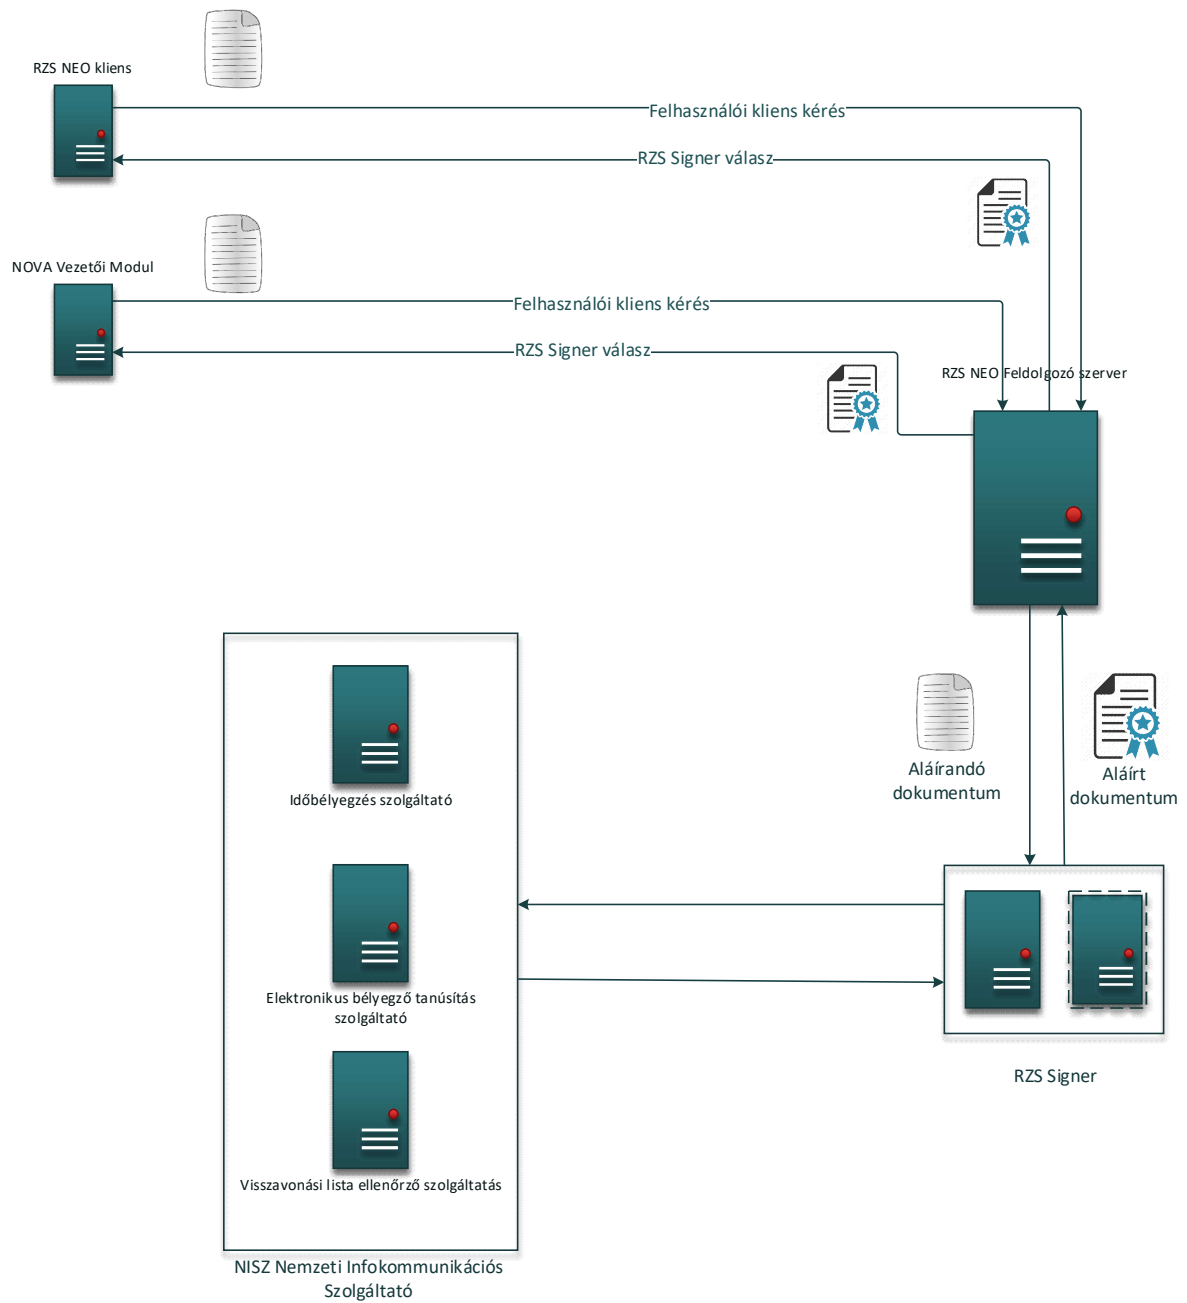 RZS NEO kliens
Felhasználói kliens kérés
RZS Signer válasz
NOVA Vezetői Modul
Felhasználói kliens kérés
RZS Signer válasz
RZS NEO Feldolgozó szerver
Aláírandó
dokumentum
Aláírt
dokumentum
Időbélyegzés szolgáltató
Elektronikus bélyegző tanúsítás
szolgáltató
RZS Signer
Visszavonási lista ellenőrző szolgáltatás
NISZ Nemzeti Infokommunikációs
Szolgáltató